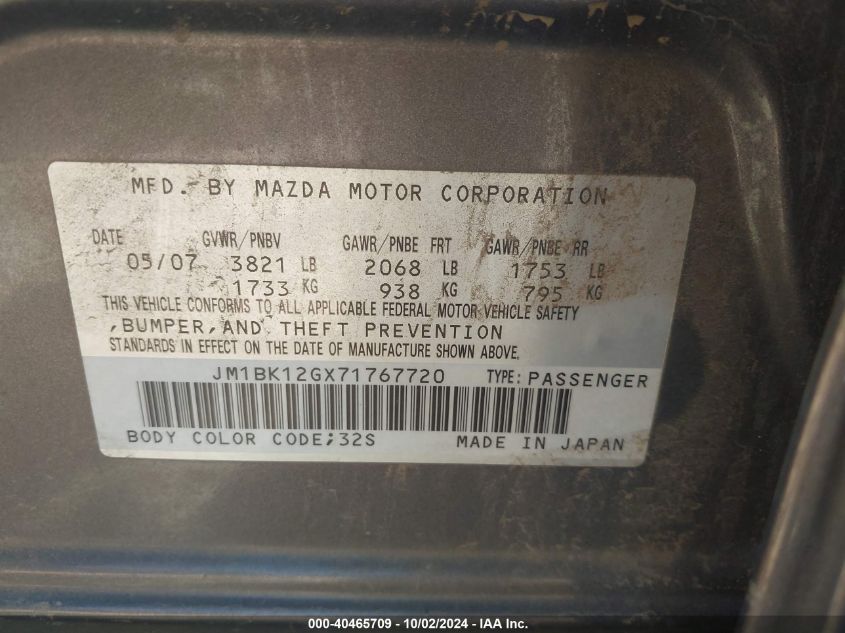 MFD. BY MAZDA MOTOR CORPORATION
DATE GVWR/PNBV GAWR/PNBE FRT GAWR/PNBE RR
05/07 3821 LB 2068 LB 1753 LB
1733 KG 938 KG 795 KG
THIS VEHICLE CONFORMS TO ALL APPLICABLE FEDERAL MOTOR VEHICLE SAFETY
,BUMPER,AND THEFT PREVENTION
STANDARDS IN EFFECT ON THE DATE OF MANUFACTURE SHOWN ABOVE.
JM1BK12GX71767720 TYPE: PASSENGER
BODY COLOR CODE;32S MADE IN JAPAN
000-40465709 - 10/02/2024 - IAA Inc.